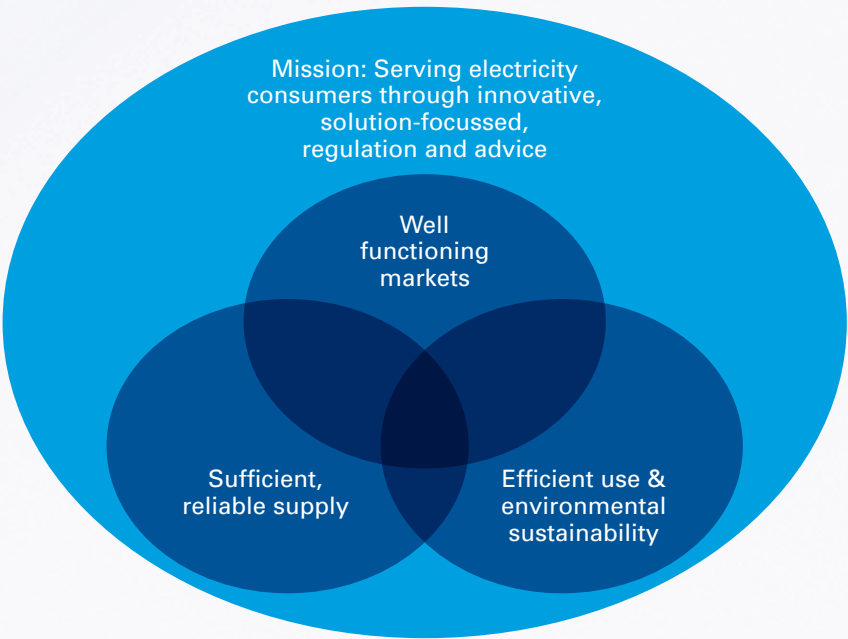 Mission: Serving electricity
consumers through innovative,
solution-focussed,
regulation and advice
Well
functioning
markets
Sufficient,
reliable supply
Efficient use &
environmental
sustainability